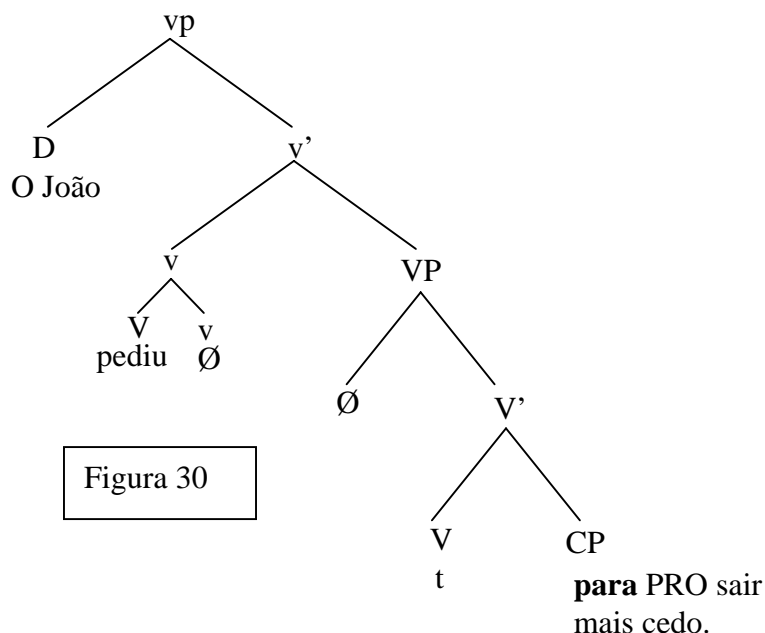 vp
D v’
O João
v VP
V v
pediu Ø
Ø V’
Figura 30
V CP
t para PRO sair
mais cedo.